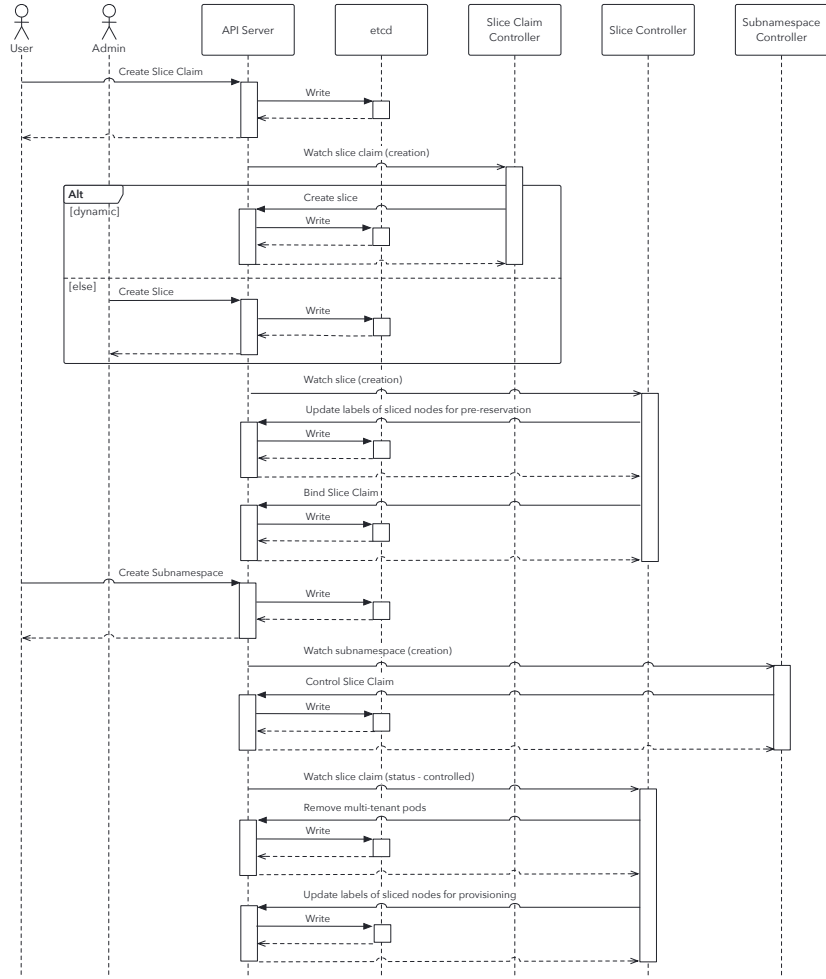 User
Admin
API Server
etcd
Slice Claim
Controller
Slice Controller
Subnamespace
Controller
Create Slice Claim
Write
Watch slice claim (creation)
Alt
[dynamic]
Create slice
Write
[else]
Create Slice
Write
Watch slice (creation)
Update labels of sliced nodes for pre-reservation
Write
Bind Slice Claim
Write
Create Subnamespace
Write
Watch subnamespace (creation)
Control Slice Claim
Write
Watch slice claim (status - controlled)
Remove multi-tenant pods
Write
Update labels of sliced nodes for provisioning
Write